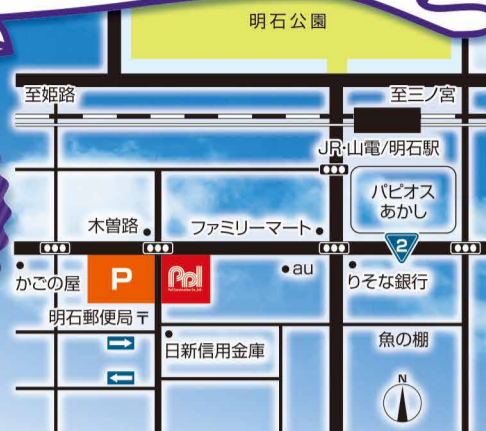 明石公園
至姫路
至三ノ宮
JR・山電/明石駅
パピオス
あかし
木曽路
ファミリーマート
2
かごの屋
P
au
りそな銀行
明石郵便局〒
日新信用金庫
魚の棚
N